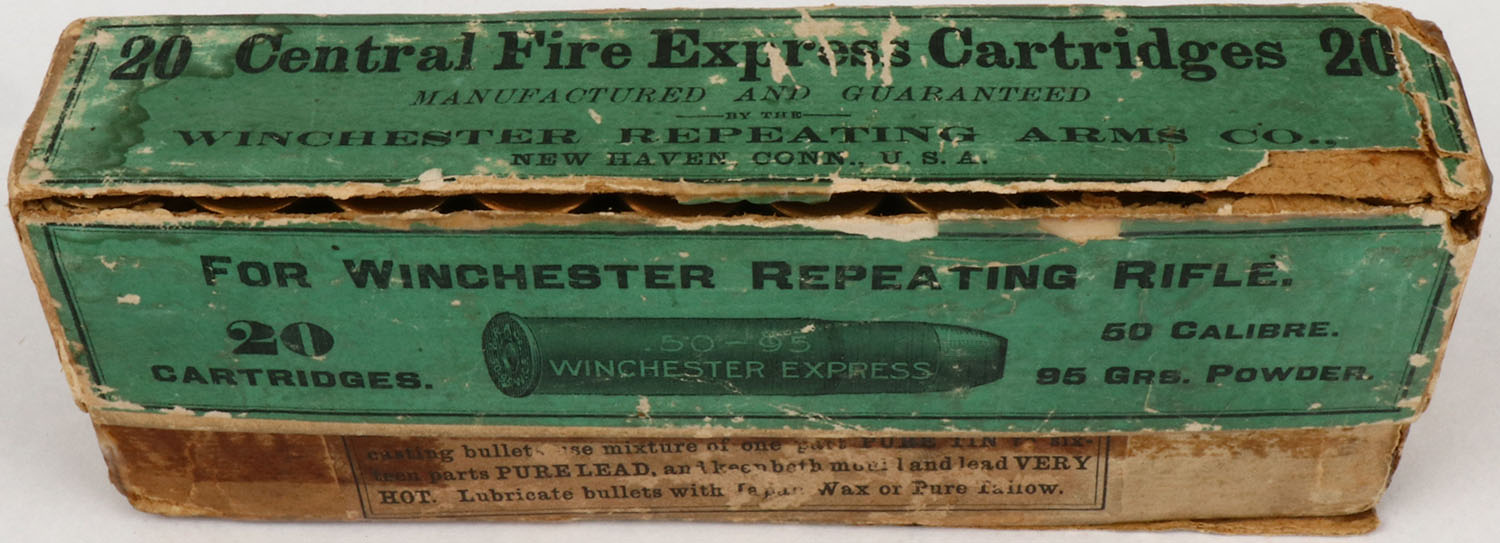 20 Central Fire Express Cartridges 20
MANUFACTURED AND GUARANTEED
BY THE
WINCHESTER REPEATING ARMS CO.,
NEW HAVEN, CONN., U. S. A.
FOR WINCHESTER REPEATING RIFLE.
20
CARTRIDGES.
.50-95
WINCHESTER EXPRESS
50 CALIBRE.
95 GRS. POWDER.
casting bullets use mixture of one part PURE TIN to six-
teen parts PURE LEAD, and keep both mould and lead VERY
HOT. Lubricate bullets with Japan Wax or Pure Tallow.